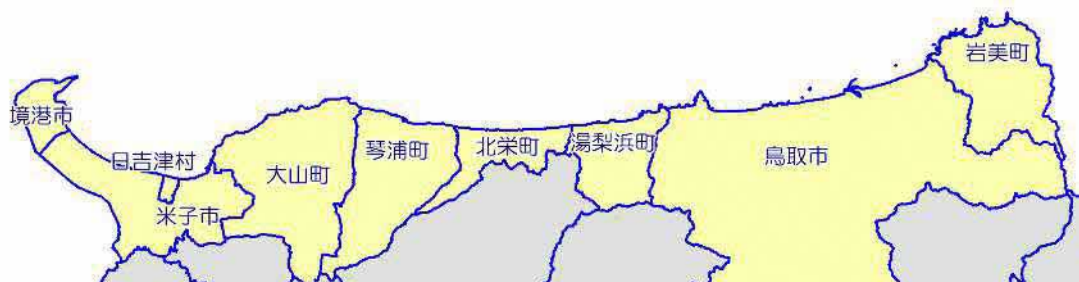 境港市
日吉津村
米子市
大山町
琴浦町
北栄町
湯梨浜町
鳥取市
岩美町